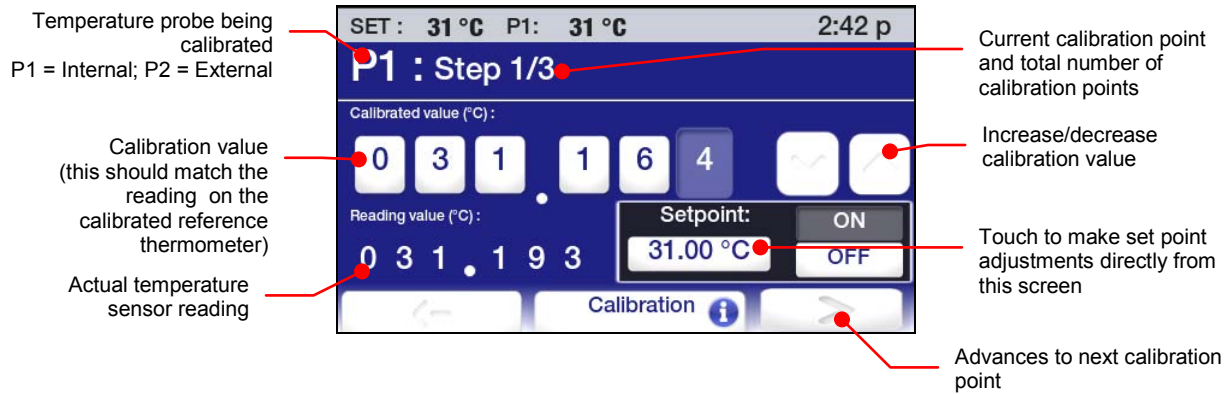 Temperature probe being
calibrated
P1 = Internal; P2 = External
Calibration value
(this should match the
reading on the
calibrated reference
thermometer)
Actual temperature
sensor reading
SET : 31 °C P1: 31 °C 2:42 p
P1 : Step 1/3
Calibrated value (°C) :
0 3 1 . 1 6 4
Reading value (°C) :
0 3 1 . 1 9 3
Setpoint:
31.00 °C
ON
OFF
Calibration i
Current calibration point
and total number of
calibration points
Increase/decrease
calibration value
Touch to make set point
adjustments directly from
this screen
Advances to next calibration
point